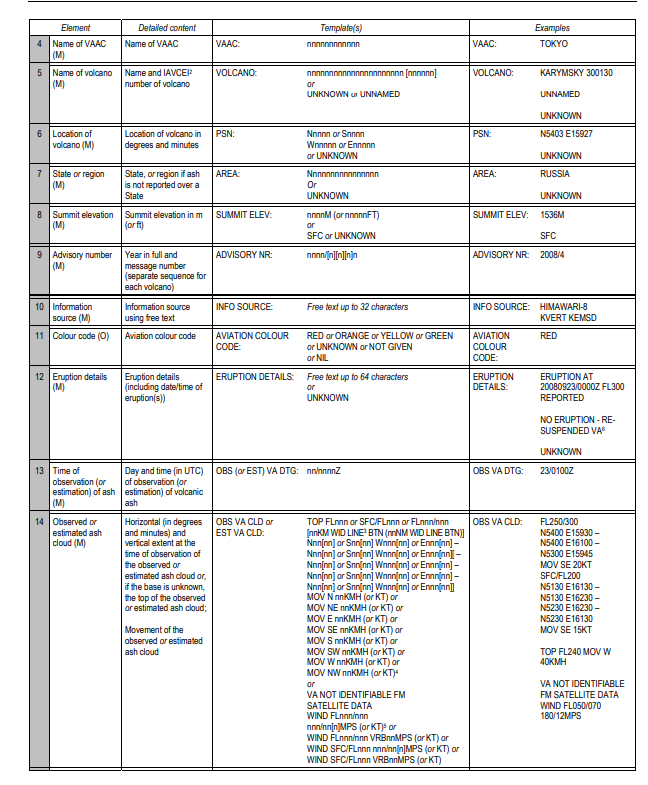 Element Detailed content Template(s) Examples
4 Name of VAAC (M) Name of VAAC VAAC: nnnnnnnnnnnn VAAC: TOKYO
5 Name of volcano (M) Name and IAVCEI² number of volcano VOLCANO: nnnnnnnnnnnnnnnnnnnnnn [nnnnnn]
or
UNKNOWN or UNNAMED
VOLCANO: KARYMSKY 300130
UNNAMED
UNKNOWN
6 Location of volcano (M) Location of volcano in degrees and minutes PSN: Nnnnn or Snnnn
Wnnnnn or Ennnnn
or UNKNOWN
PSN: N5403 E15927
UNKNOWN
7 State or region (M) State, or region if ash is not reported over a State AREA: Nnnnnnnnnnnnnnnn
Or
UNKNOWN
AREA: RUSSIA
UNKNOWN
8 Summit elevation (M) Summit elevation in m (or ft) SUMMIT ELEV: nnnnM (or nnnnnFT)
or
SFC or UNKNOWN
SUMMIT ELEV: 1536M
SFC
9 Advisory number (M) Year in full and message number (separate sequence for each volcano) ADVISORY NR: nnnn/[n][n][n]n ADVISORY NR: 2008/4
10 Information source (M) Information source using free text INFO SOURCE: Free text up to 32 characters INFO SOURCE: HIMAWARI-8
KVERT KEMSD
11 Colour code (O) Aviation colour code AVIATION COLOUR CODE: RED or ORANGE or YELLOW or GREEN
or UNKNOWN or NOT GIVEN
or NIL
AVIATION COLOUR CODE: RED
12 Eruption details (M) Eruption details (including date/time of eruption(s)) ERUPTION DETAILS: Free text up to 64 characters
or
UNKNOWN
ERUPTION DETAILS: ERUPTION AT
20080923/0000Z FL300
REPORTED
NO ERUPTION - RE-
SUSPENDED VA⁶
UNKNOWN
13 Time of observation (or estimation) of ash (M) Day and time (in UTC) of observation (or estimation) of volcanic ash OBS (or EST) VA DTG: nn/nnnnZ OBS VA DTG: 23/0100Z
14 Observed or estimated ash cloud (M)
Horizontal (in degrees
and minutes) and
vertical extent at the
time of observation of
the observed or
estimated ash cloud or,
if the base is unknown,
the top of the observed
or estimated ash cloud;
Movement of the
observed or estimated
ash cloud
OBS VA CLD or
EST VA CLD:
TOP FLnnn or SFC/FLnnn or FLnnn/nnn
[nnKM WID LINE³ BTN (nnNM WID LINE BTN)]
Nnn[nn] or Snn[nn] Wnnn[nn] or Ennn[nn] –
Nnn[nn] or Snn[nn] Wnnn[nn] or Ennn[nn][ –
Nnn[nn] or Snn[nn] Wnnn[nn] or Ennn[nn] –
Nnn[nn] or Snn[nn] Wnnn[nn] or Ennn[nn] –
Nnn[nn] or Snn[nn] Wnnn[nn] or Ennn[nn]]
MOV N nnKMH (or KT) or
MOV NE nnKMH (or KT) or
MOV E nnKMH (or KT) or
MOV SE nnKMH (or KT) or
MOV S nnKMH (or KT) or
MOV SW nnKMH (or KT) or
MOV W nnKMH (or KT) or
MOV NW nnKMH (or KT)⁴
or
VA NOT IDENTIFIABLE FM
SATELLITE DATA
WIND FLnnn/nnn
nnn/nn[n]MPS (or KT)⁵ or
WIND FLnnn/nnn VRBnnMPS (or KT) or
WIND SFC/FLnnn nnn/nn[n]MPS (or KT) or
WIND SFC/FLnnn VRBnnMPS (or KT)
OBS VA CLD:
FL250/300
N5400 E15930 –
N5400 E16100 –
N5300 E15945
MOV SE 20KT
SFC/FL200
N5130 E16130 –
N5130 E16230 –
N5230 E16230 –
N5230 E16130
MOV SE 15KT
TOP FL240 MOV W
40KMH
VA NOT IDENTIFIABLE
FM SATELLITE DATA
WIND FL050/070
180/12MPS